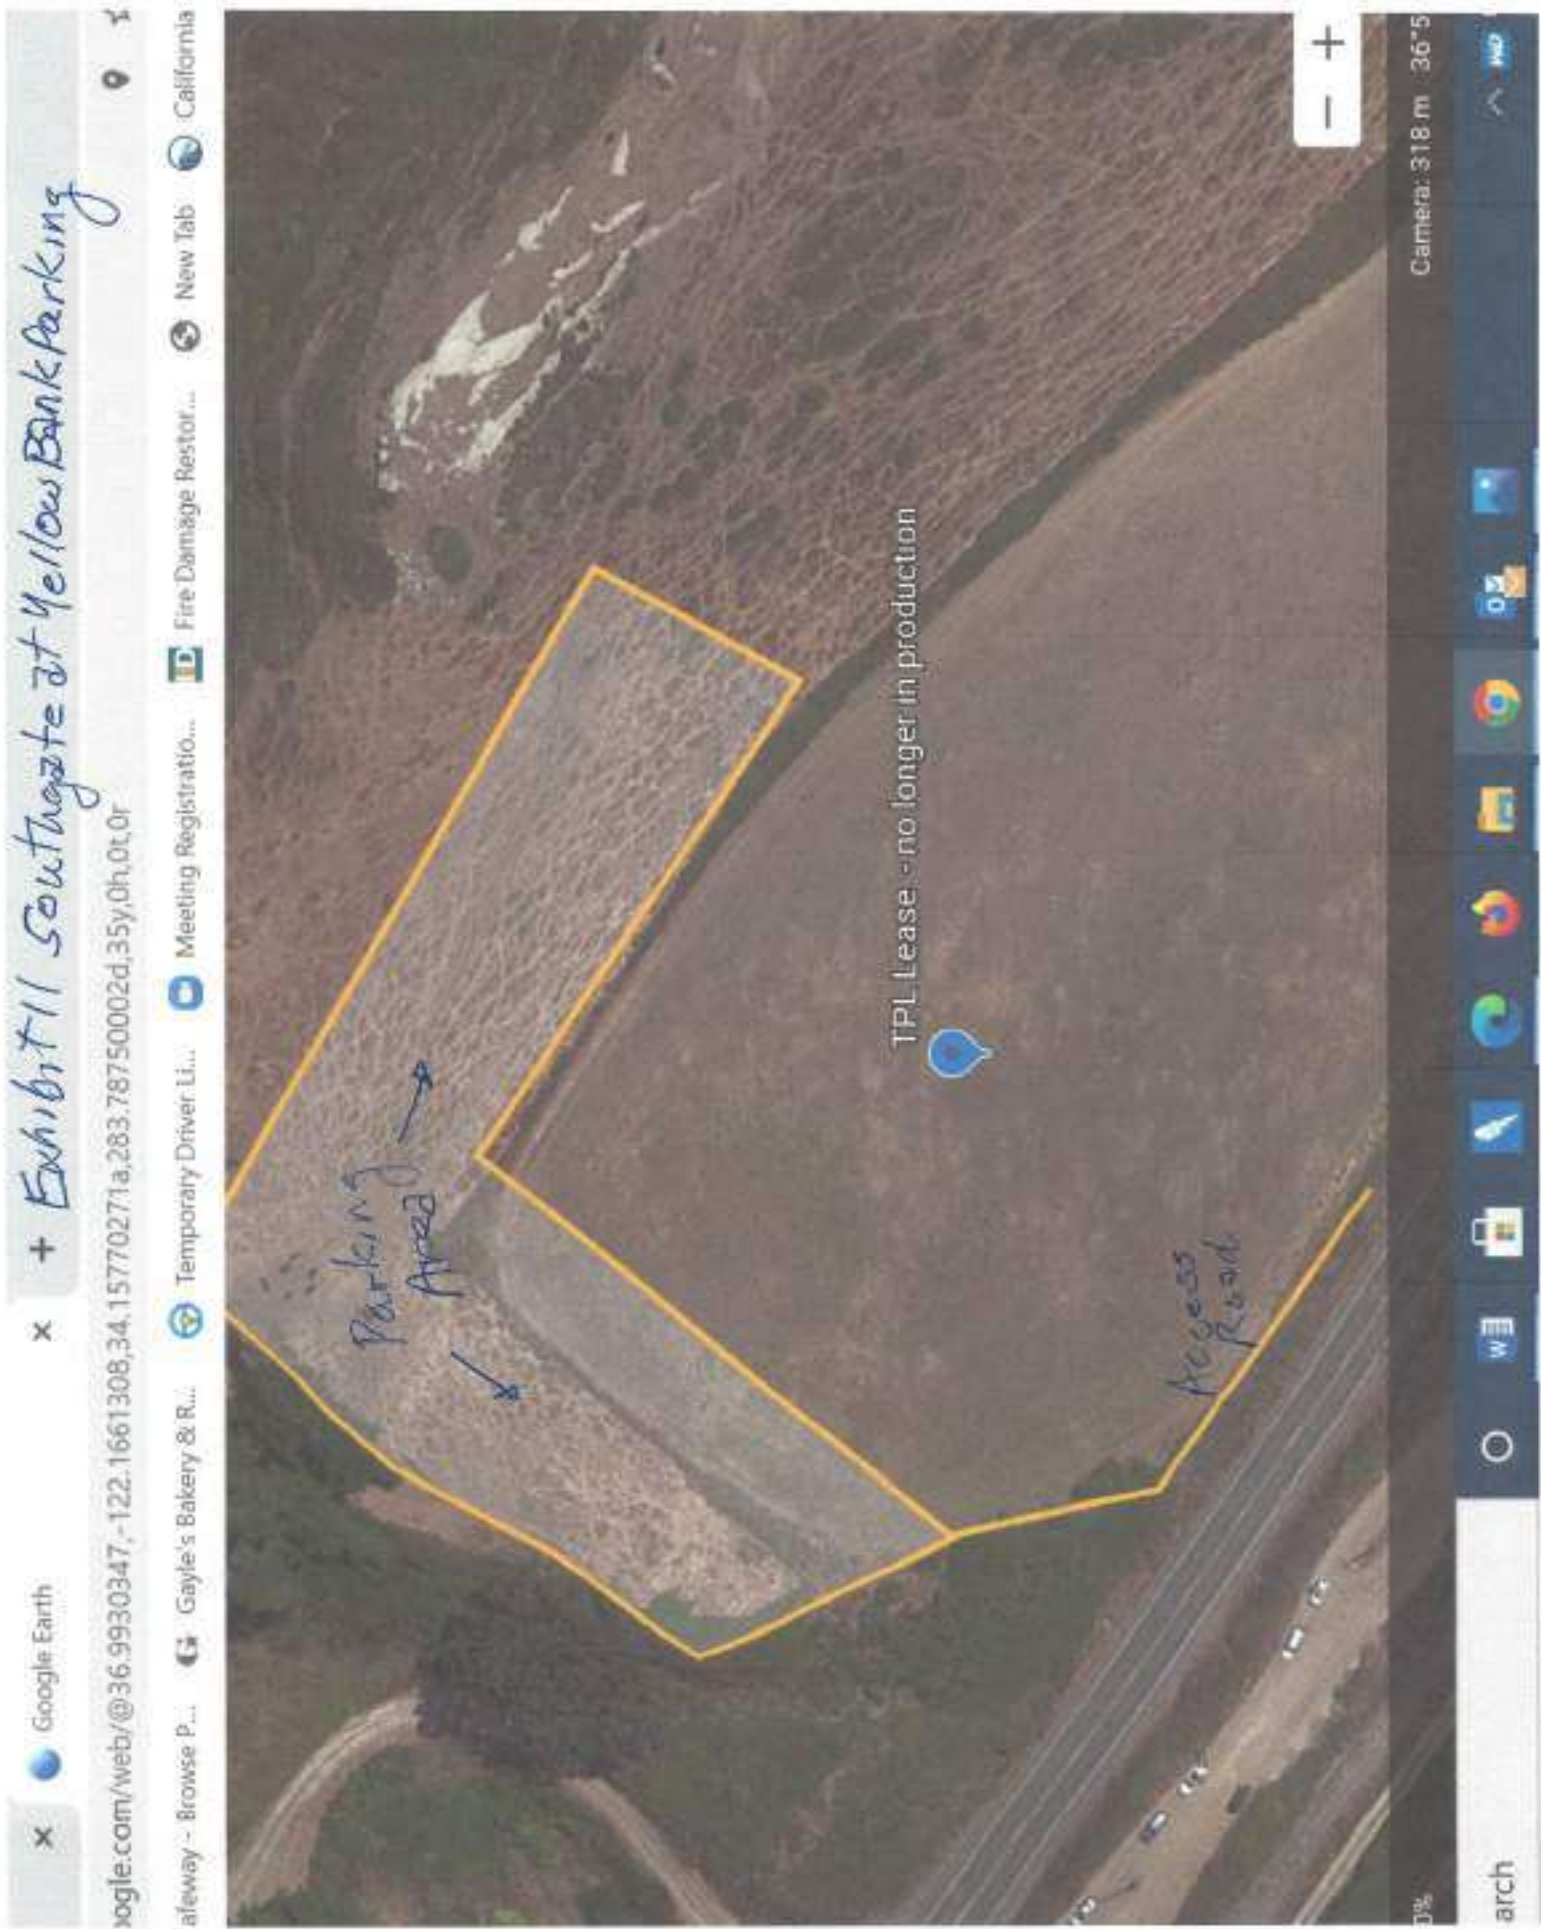 × Google Earth × + Exhibit 11 Southgate at Yellow Bank Parking
oogle.com/web/@36.9930347,-122.1661308,34.15770271a,283.78750002d,35y,0h,0t,0r
afeway - Browse P... G Gayle's Bakery & R... Temporary Driver Li... Meeting Registratio... Fire Damage Restor... New Tab California
Parking
Area
TPL Lease - no longer in production
Access
Road
− +
0% Camera: 318 m 36°5
arch